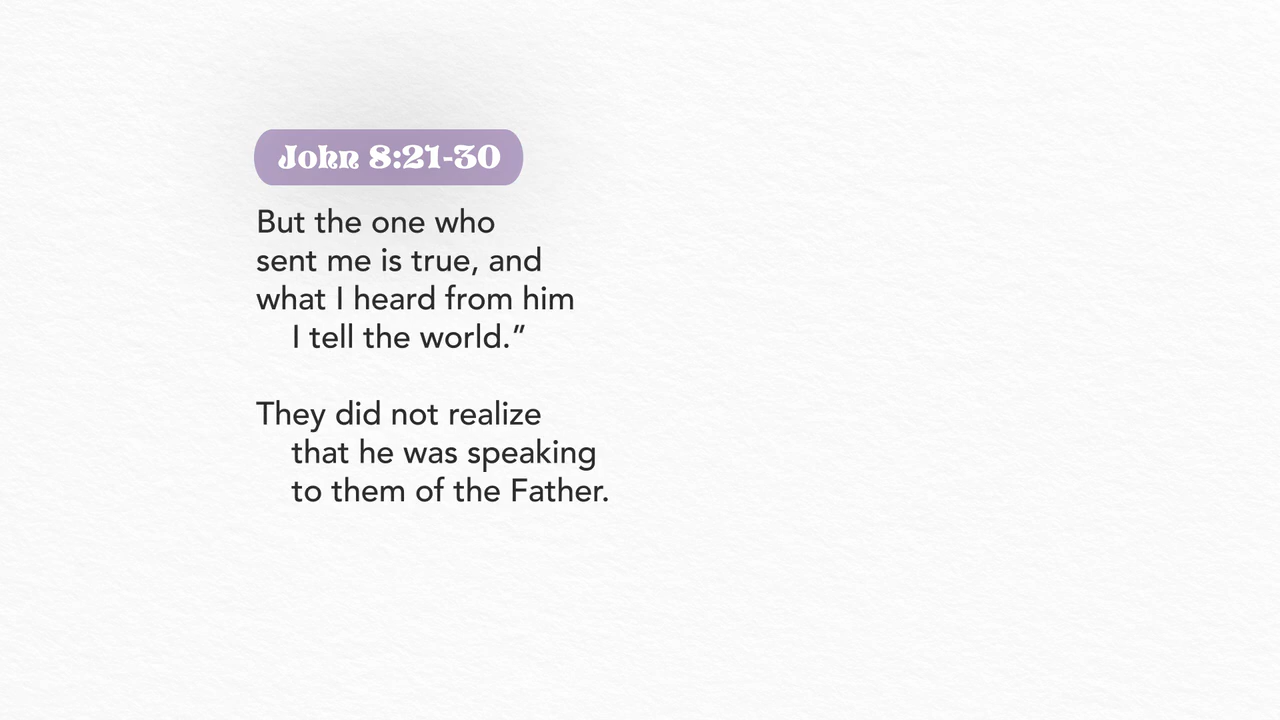 John 8:21-30
But the one who
sent me is true, and
what I heard from him
I tell the world.”
They did not realize
that he was speaking
to them of the Father.